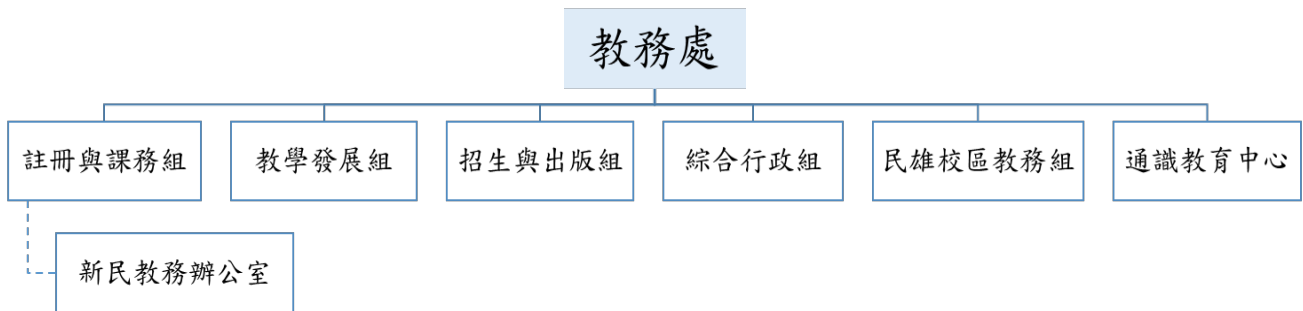 教務處
註冊與課務組
教學發展組
招生與出版組
綜合行政組
民雄校區教務組
通識教育中心
新民教務辦公室